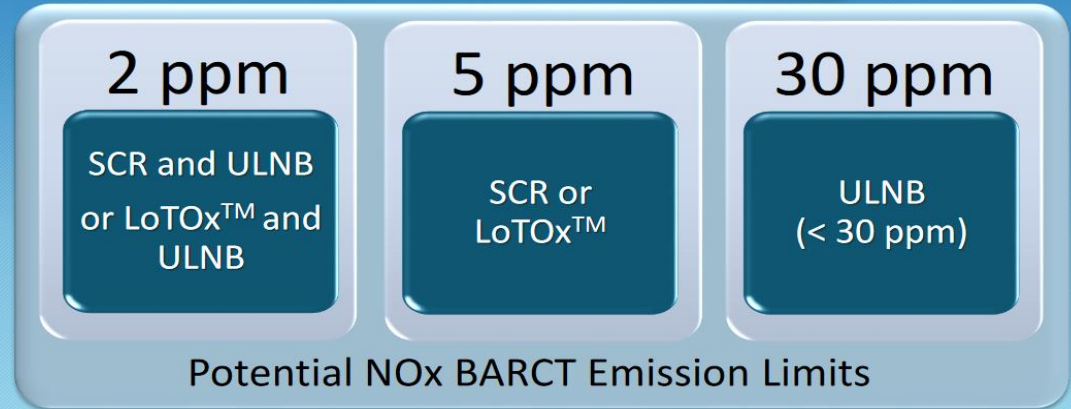 2 ppm
SCR and ULNB
or LoTOx™ and
ULNB
5 ppm
SCR or
LoTOx™
30 ppm
ULNB
(< 30 ppm)
Potential NOx BARCT Emission Limits